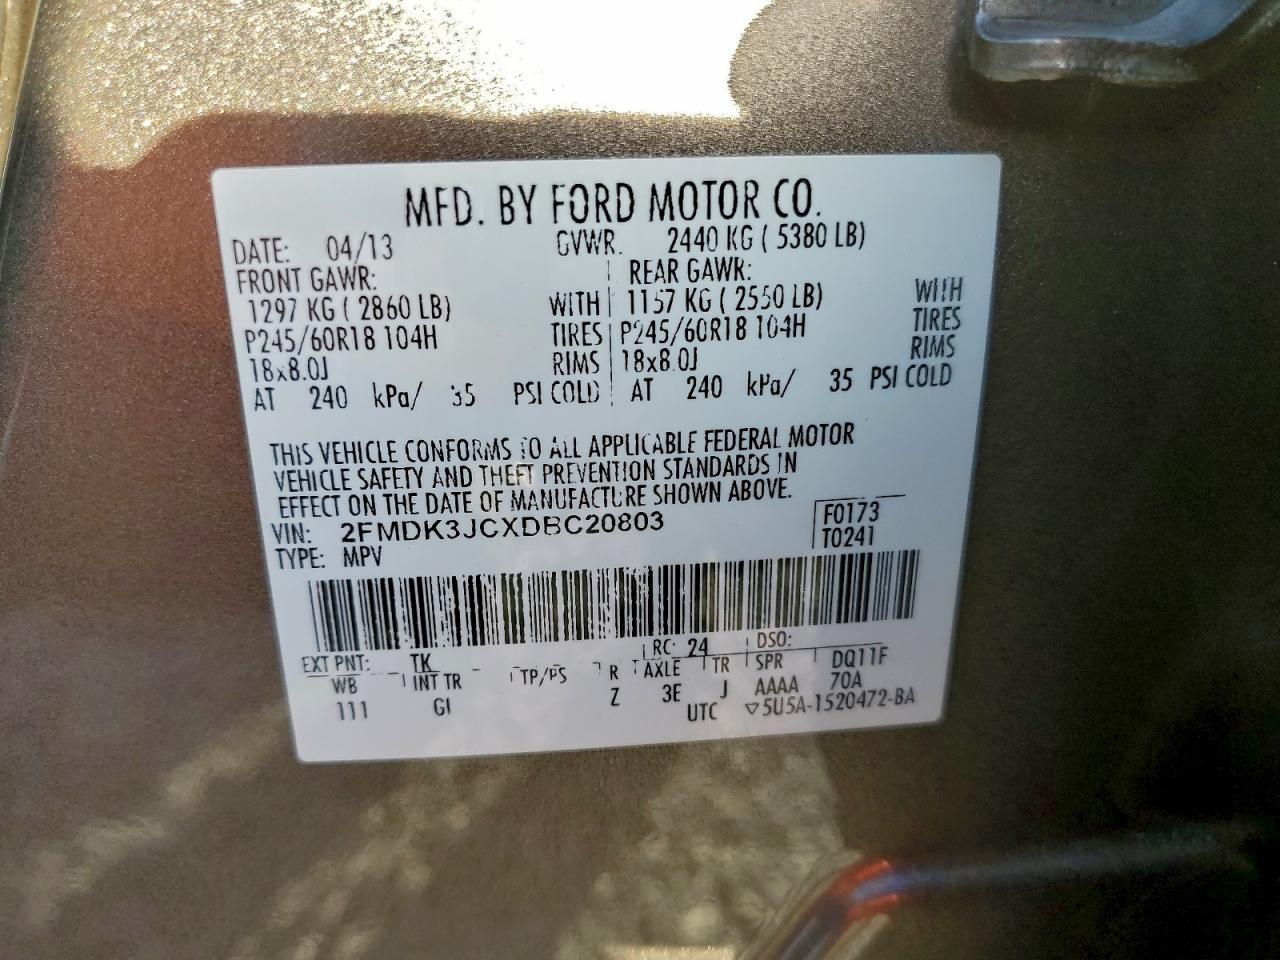 MFD. BY FORD MOTOR CO.
DATE: 04/13 GVWR. 2440 KG ( 5380 LB)
FRONT GAWR: REAR GAWR:
1297 KG ( 2860 LB) WITH 1157 KG ( 2550 LB) WITH
P245/60R18 104H TIRES P245/60R18 104H TIRES
18x8.0J RIMS 18x8.0J RIMS
AT 240 kPa/ 35 PSI COLD AT 240 kPa/ 35 PSI COLD
THIS VEHICLE CONFORMS TO ALL APPLICABLE FEDERAL MOTOR
VEHICLE SAFETY AND THEFT PREVENTION STANDARDS IN
EFFECT ON THE DATE OF MANUFACTURE SHOWN ABOVE.
VIN: 2FMDK3JCXDBC20803 F0173
TYPE: MPV T0241
EXT PNT: TK RC: 24 DSO:
WB INT TR TP/PS R AXLE TR SPR DQ11F
111 GI Z 3E J AAAA 70A
UTC ▽5U5A-1520472-BA